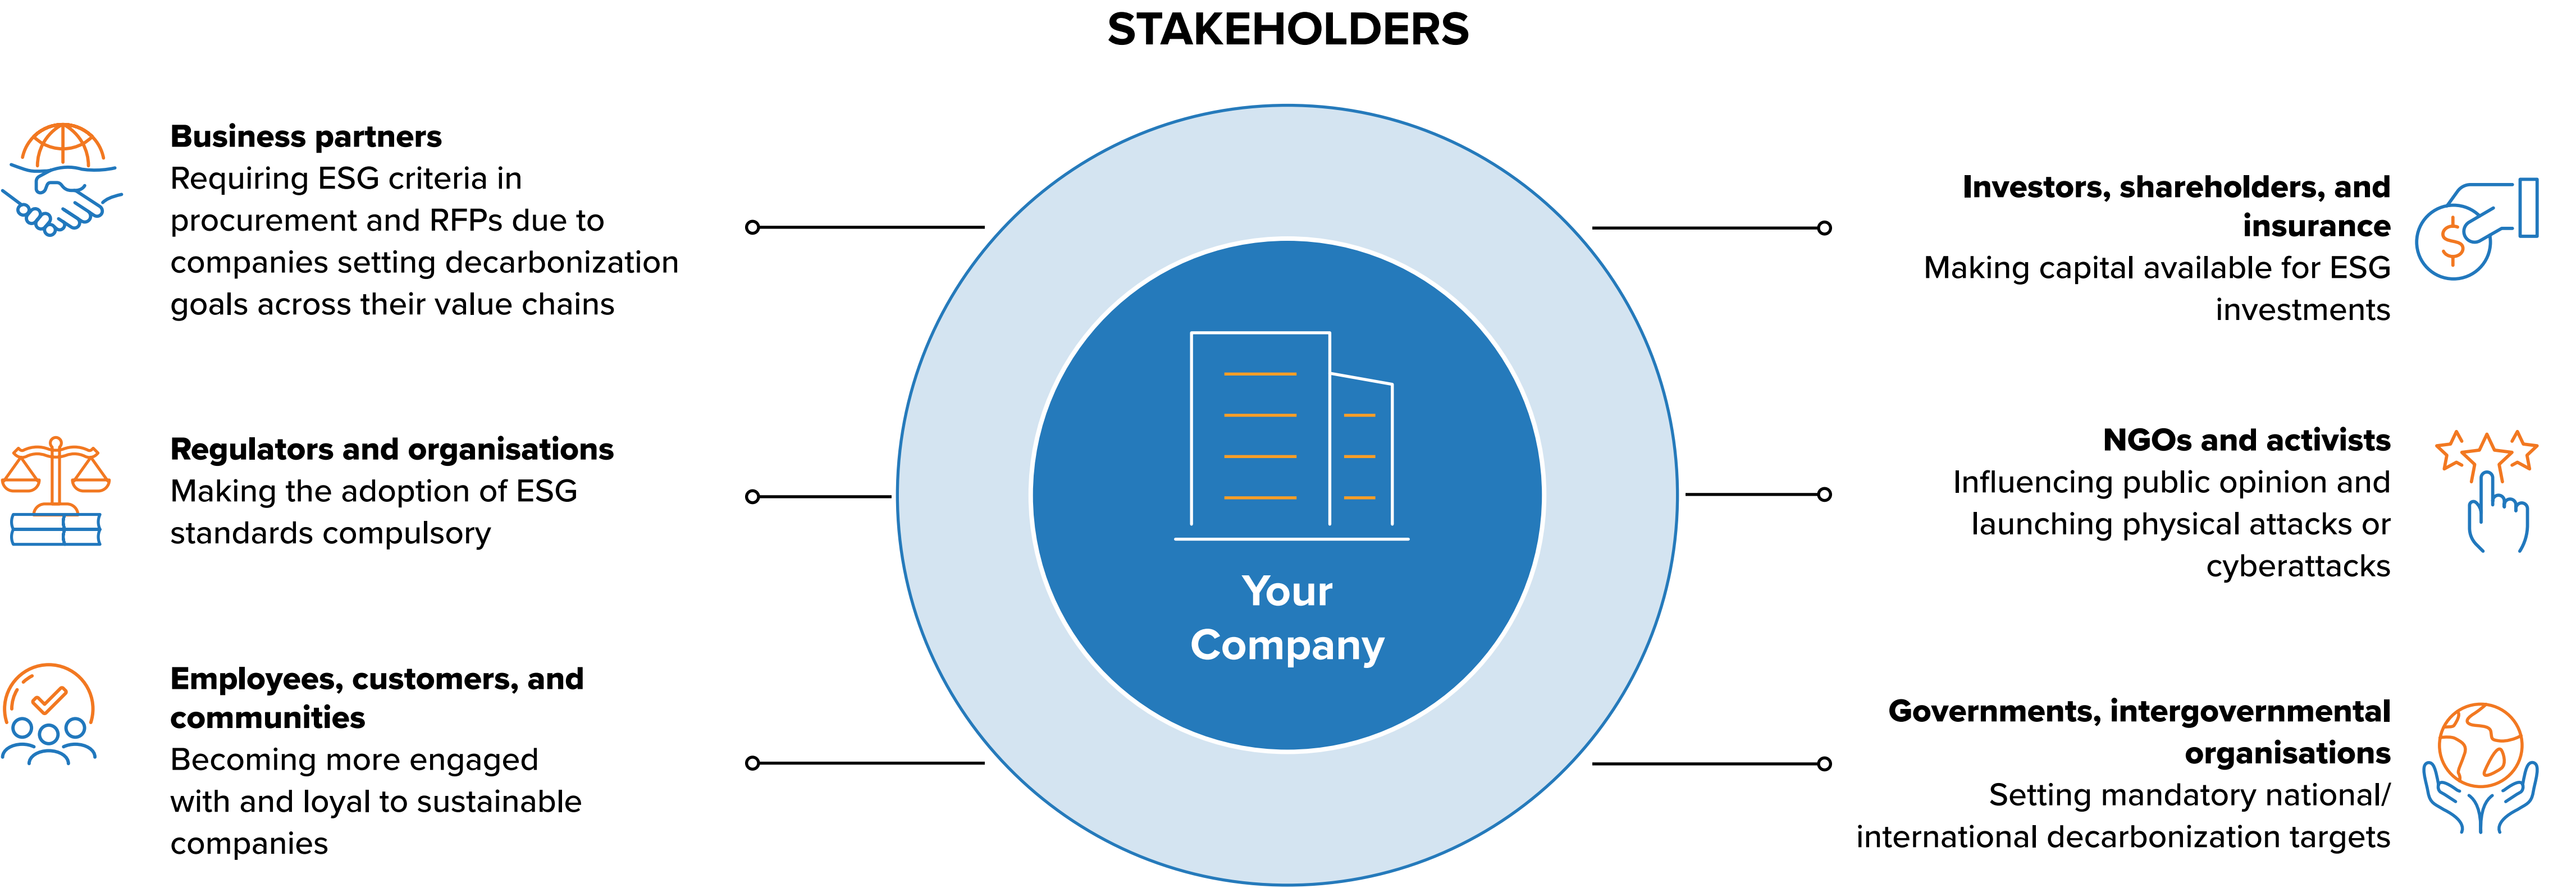 STAKEHOLDERS
Business partners
Requiring ESG criteria in
procurement and RFPs due to
companies setting decarbonization
goals across their value chains
Regulators and organisations
Making the adoption of ESG
standards compulsory
Employees, customers, and
communities
Becoming more engaged
with and loyal to sustainable
companies
Your
Company
Investors, shareholders, and
insurance
Making capital available for ESG
investments
NGOs and activists
Influencing public opinion and
launching physical attacks or
cyberattacks
Governments, intergovernmental
organisations
Setting mandatory national/
international decarbonization targets